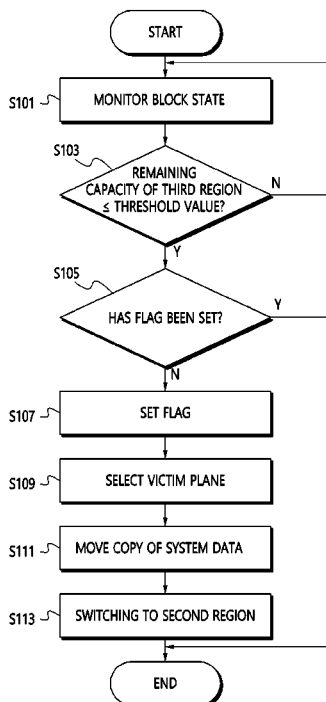 START
S101
MONITOR BLOCK STATE
S103
REMAINING
CAPACITY OF THIRD REGION
≤ THRESHOLD VALUE?
N
Y
S105
HAS FLAG BEEN SET?
Y
N
S107
SET FLAG
S109
SELECT VICTIM PLANE
S111
MOVE COPY OF SYSTEM DATA
S113
SWITCHING TO SECOND REGION
END